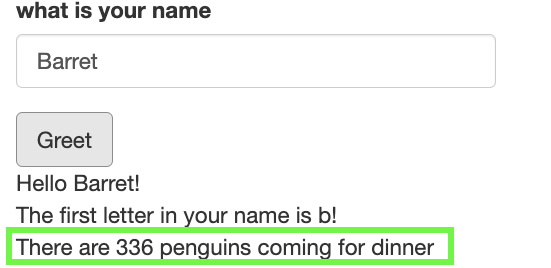 what is your name
Barret
Greet
Hello Barret!
The first letter in your name is b!
There are 336 penguins coming for dinner